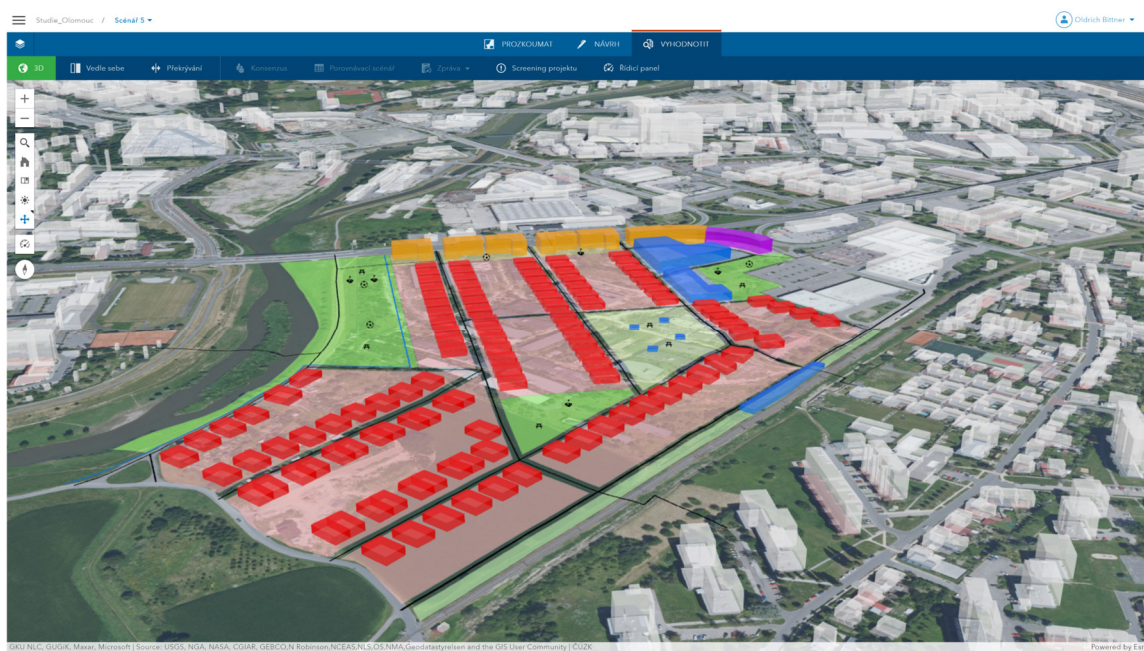 Studie_Olomouc / Scénář 5
Oldrich Bittner
PROZKOUMAT NÁVRH VYHODNOTIT
3D Vedle sebe Překrývání Konsenzus Porovnávací scénář Zpráva Screening projektu Řídicí panel
GKU NLC, GUGiK, Maxar, Microsoft | Source: USGS, NGA, NASA, CGIAR, GEBCO,N Robinson,NCEAS,NLS,OS,NMA,Geodatastyrelsen and the GIS User Community | ČÚZK
Powered by Esri